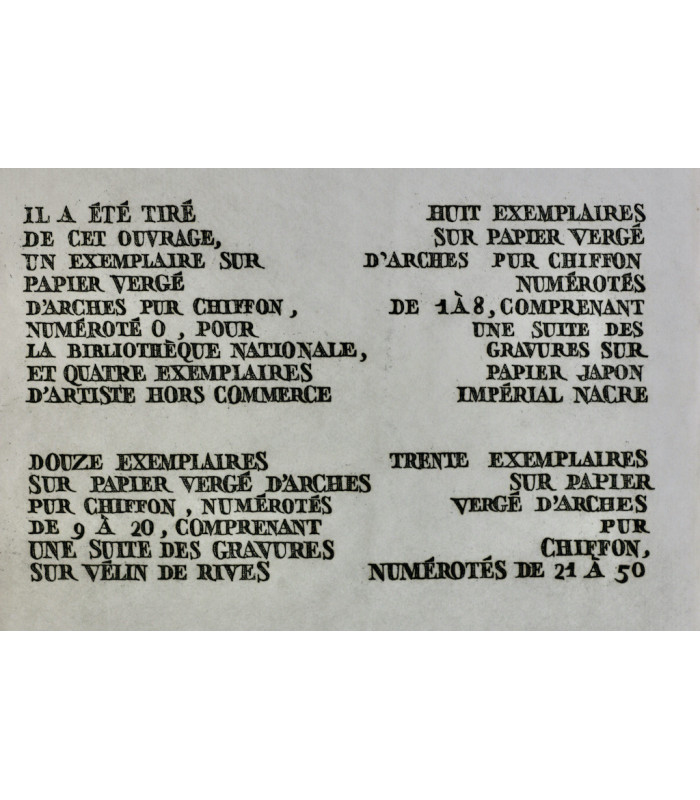 IL A ÉTÉ TIRÉ
DE CET OUVRAGE,
UN EXEMPLAIRE SUR
PAPIER VERGÉ
D'ARCHES PUR CHIFFON,
NUMÉROTÉ 0, POUR
LA BIBLIOTHÈQUE NATIONALE,
ET QUATRE EXEMPLAIRES
D'ARTISTE HORS COMMERCE
HUIT EXEMPLAIRES
SUR PAPIER VERGÉ
D'ARCHES PUR CHIFFON
NUMÉROTÉS
DE 1 À 8, COMPRENANT
UNE SUITE DES
GRAVURES SUR
PAPIER JAPON
IMPÉRIAL NACRE
DOUZE EXEMPLAIRES
SUR PAPIER VERGÉ D'ARCHES
PUR CHIFFON, NUMÉROTÉS
DE 9 À 20, COMPRENANT
UNE SUITE DES GRAVURES
SUR VÉLIN DE RIVES
TRENTE EXEMPLAIRES
SUR PAPIER
VERGÉ D'ARCHES
PUR
CHIFFON,
NUMÉROTÉS DE 21 À 50